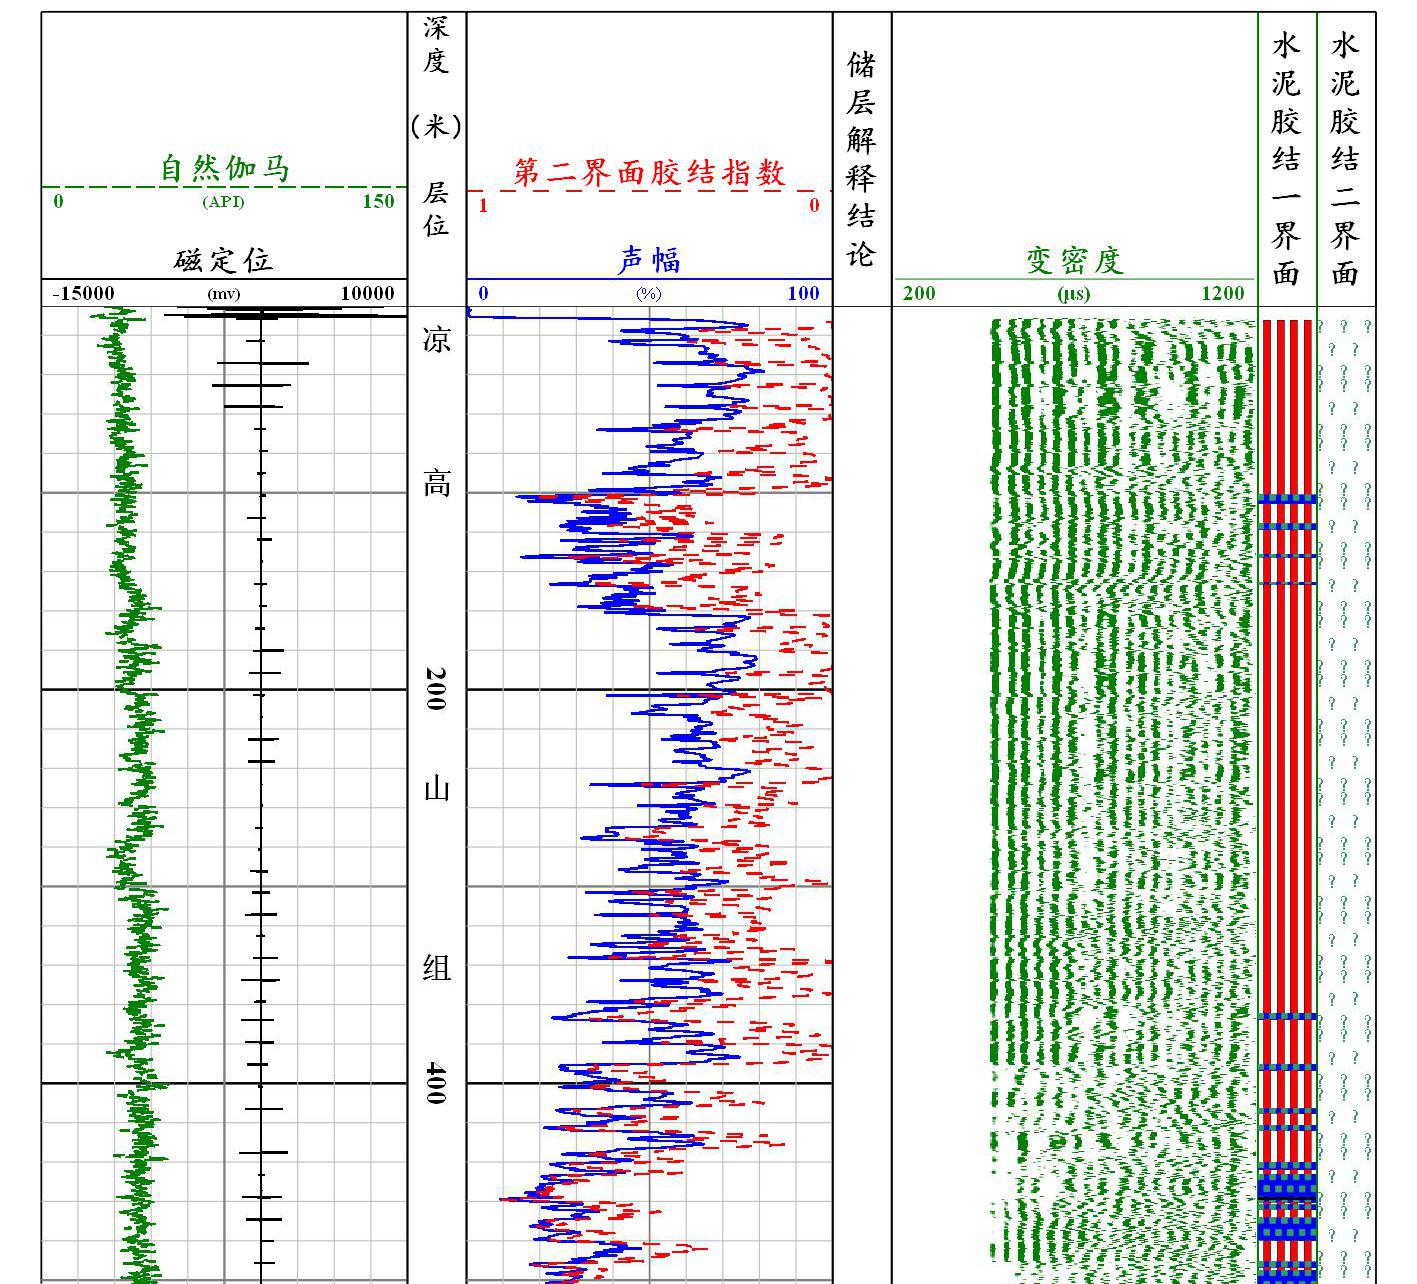 自然伽马
0 (API) 150
磁定位
-15000 (mv) 10000
深度(米)
层位
第二界面胶结指数
1 0
声幅
0 (%) 100
储层解释结论
变密度
200 (μs) 1200
水泥胶结一界面
水泥胶结二界面
凉
高
200
山
组
400